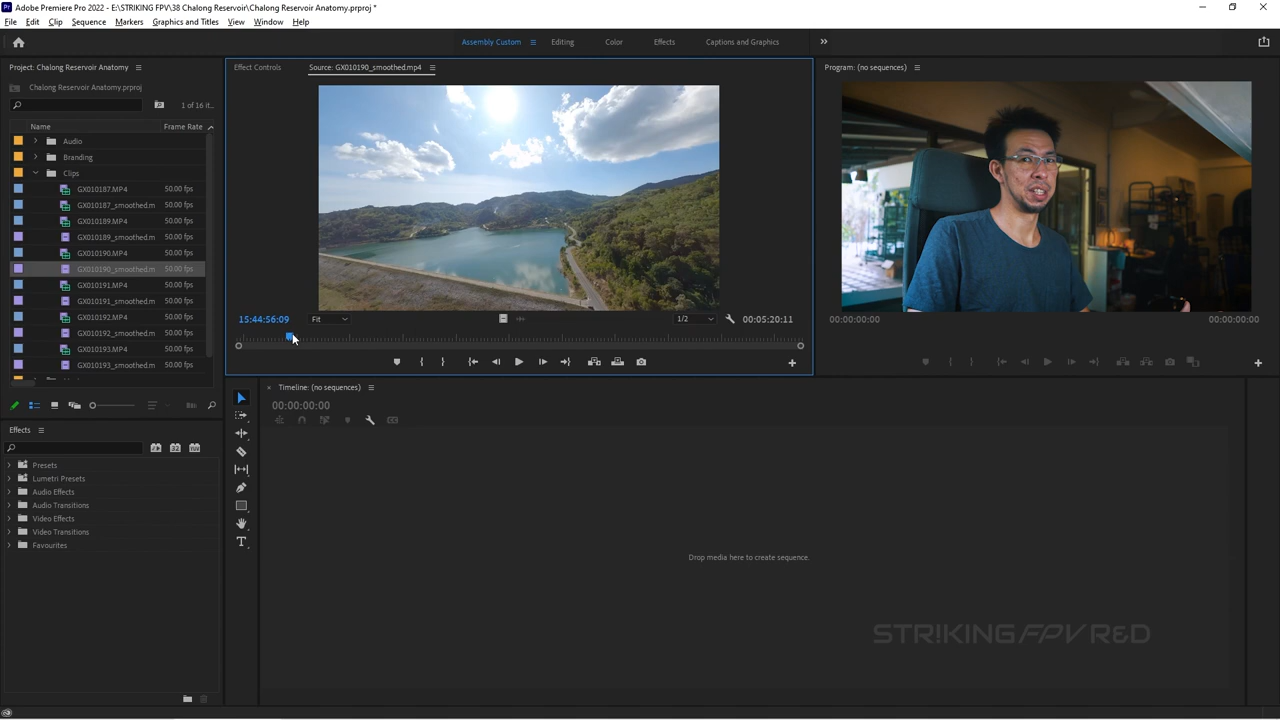 Adobe Premiere Pro 2022 - E:\STRIKING FPV\38 Chalong Reservoir\Chalong Reservoir Anatomy.prproj *
File Edit Clip Sequence Markers Graphics and Titles View Window Help
Assembly Custom Editing Color Effects Captions and Graphics
Project: Chalong Reservoir Anatomy
Effect Controls
Source: GX010190_smoothed.mp4
Program: (no sequences)
Chalong Reservoir Anatomy.prproj
1 of 16 it...
Name Frame Rate
Audio
Branding
Clips
GX010187.MP4 50.00 fps
GX010187_smoothed.m 50.00 fps
GX010189.MP4 50.00 fps
GX010189_smoothed.m 50.00 fps
GX010190.MP4 50.00 fps
GX010190_smoothed.m 50.00 fps
GX010191.MP4 50.00 fps
GX010191_smoothed.m 50.00 fps
GX010192.MP4 50.00 fps
GX010192_smoothed.m 50.00 fps
GX010193.MP4 50.00 fps
GX010193_smoothed.m 50.00 fps
15:44:56:09 Fit 1/2 00:05:20:11
00:00:00:00 00:00:00:00
Timeline: (no sequences)
00:00:00:00
Effects
Presets
Lumetri Presets
Audio Effects
Audio Transitions
Video Effects
Video Transitions
Favourites
Drop media here to create sequence.
STR!KING FPV R&D